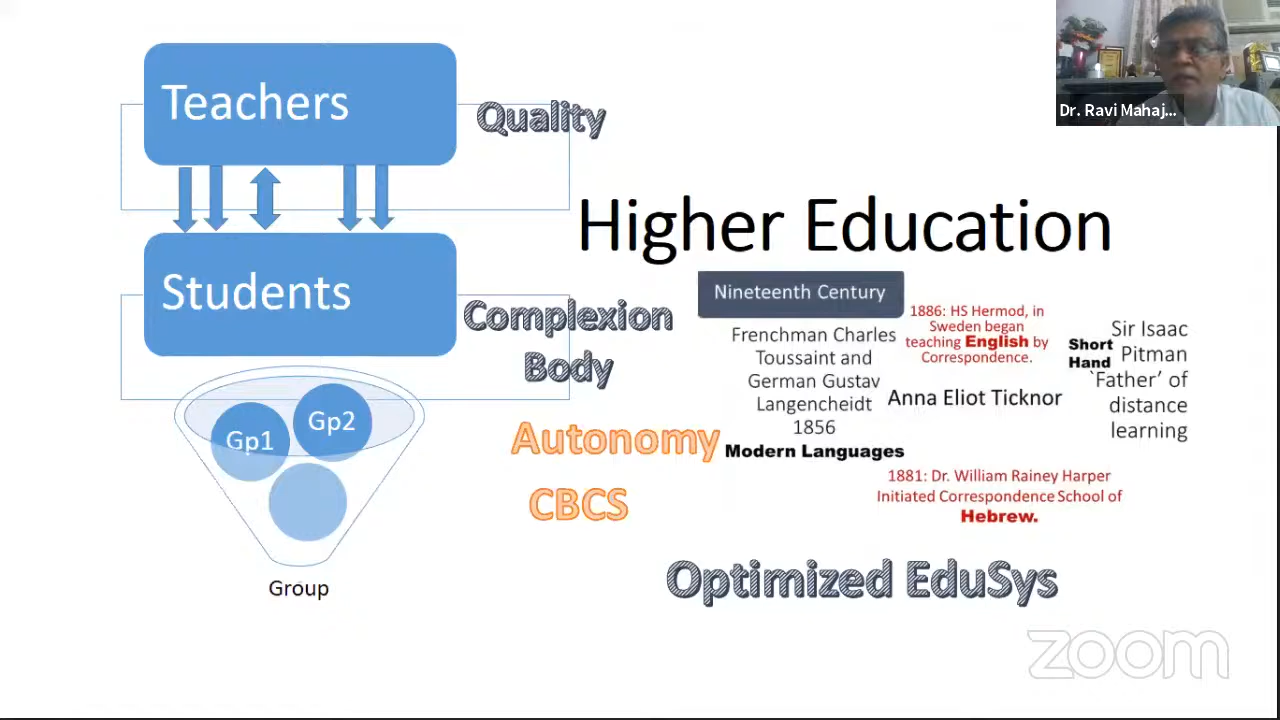 Teachers
Quality
Students
Complexion
Body
Gp1
Gp2
Group
Autonomy
CBCS
Higher Education
Nineteenth Century
Frenchman Charles
Toussaint and
German Gustav
Langencheidt
1856
Modern Languages
1886: HS Hermod, in
Sweden began
teaching English by
Correspondence.
Anna Eliot Ticknor
Short
Hand
Sir Isaac
Pitman
`Father’ of
distance
learning
1881: Dr. William Rainey Harper
Initiated Correspondence School of
Hebrew.
Optimized EduSys
Dr. Ravi Mahaj...
zoom